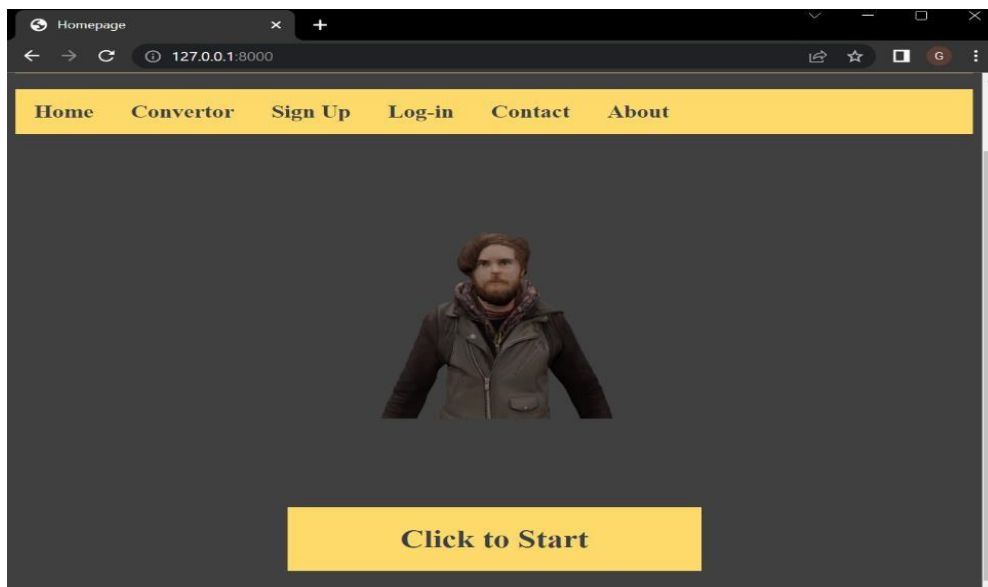 Homepage
127.0.0.1:8000
G
Home Convertor Sign Up Log-in Contact About
Click to Start